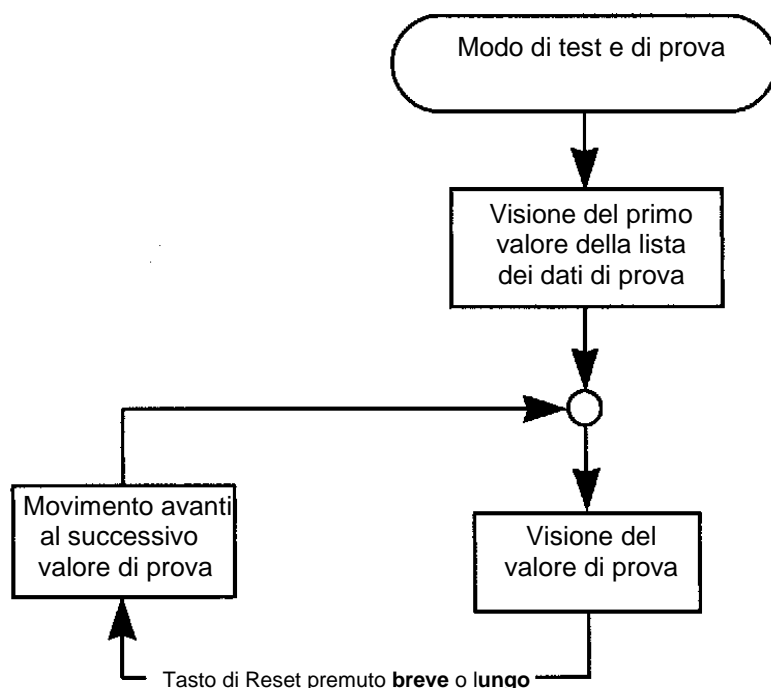 Modo di test e di prova
Visione del primo
valore della lista
dei dati di prova
Movimento avanti
al successivo
valore di prova
Visione del
valore di prova
Tasto di Reset premuto breve o lungo